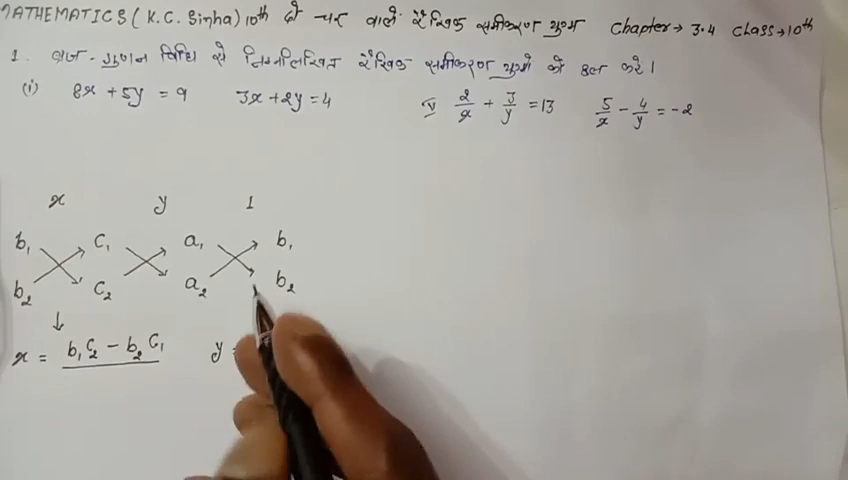 MATHEMATICS (K.C. Sinha) 10th दो चर वाले रैखिक समीकरण युग्म Chapter → 3.4 Class → 10th
1. बज्र-गुणन विधि से निम्नलिखित रैखिक समीकरण युग्मों को हल करें।
(i) 8x + 5y = 9 3x + 2y = 4 v 2/x + 3/y = 13 5/x - 4/y = -2
x y 1
b₁ c₁ a₁ b₁
b₂ c₂ a₂ b₂
x = b₁c₂ - b₂c₁ y =